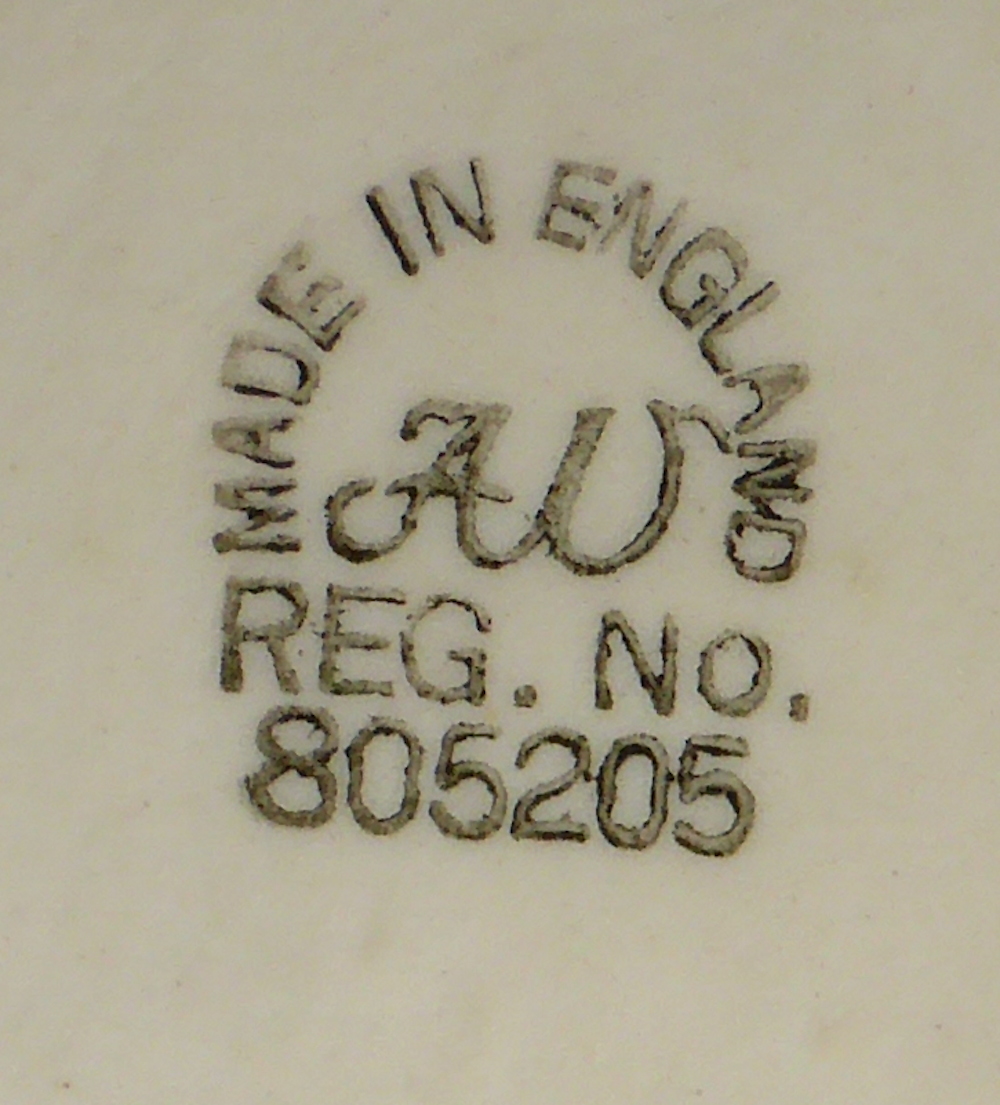 MADE IN ENGLAND
AW
REG. No.
805205